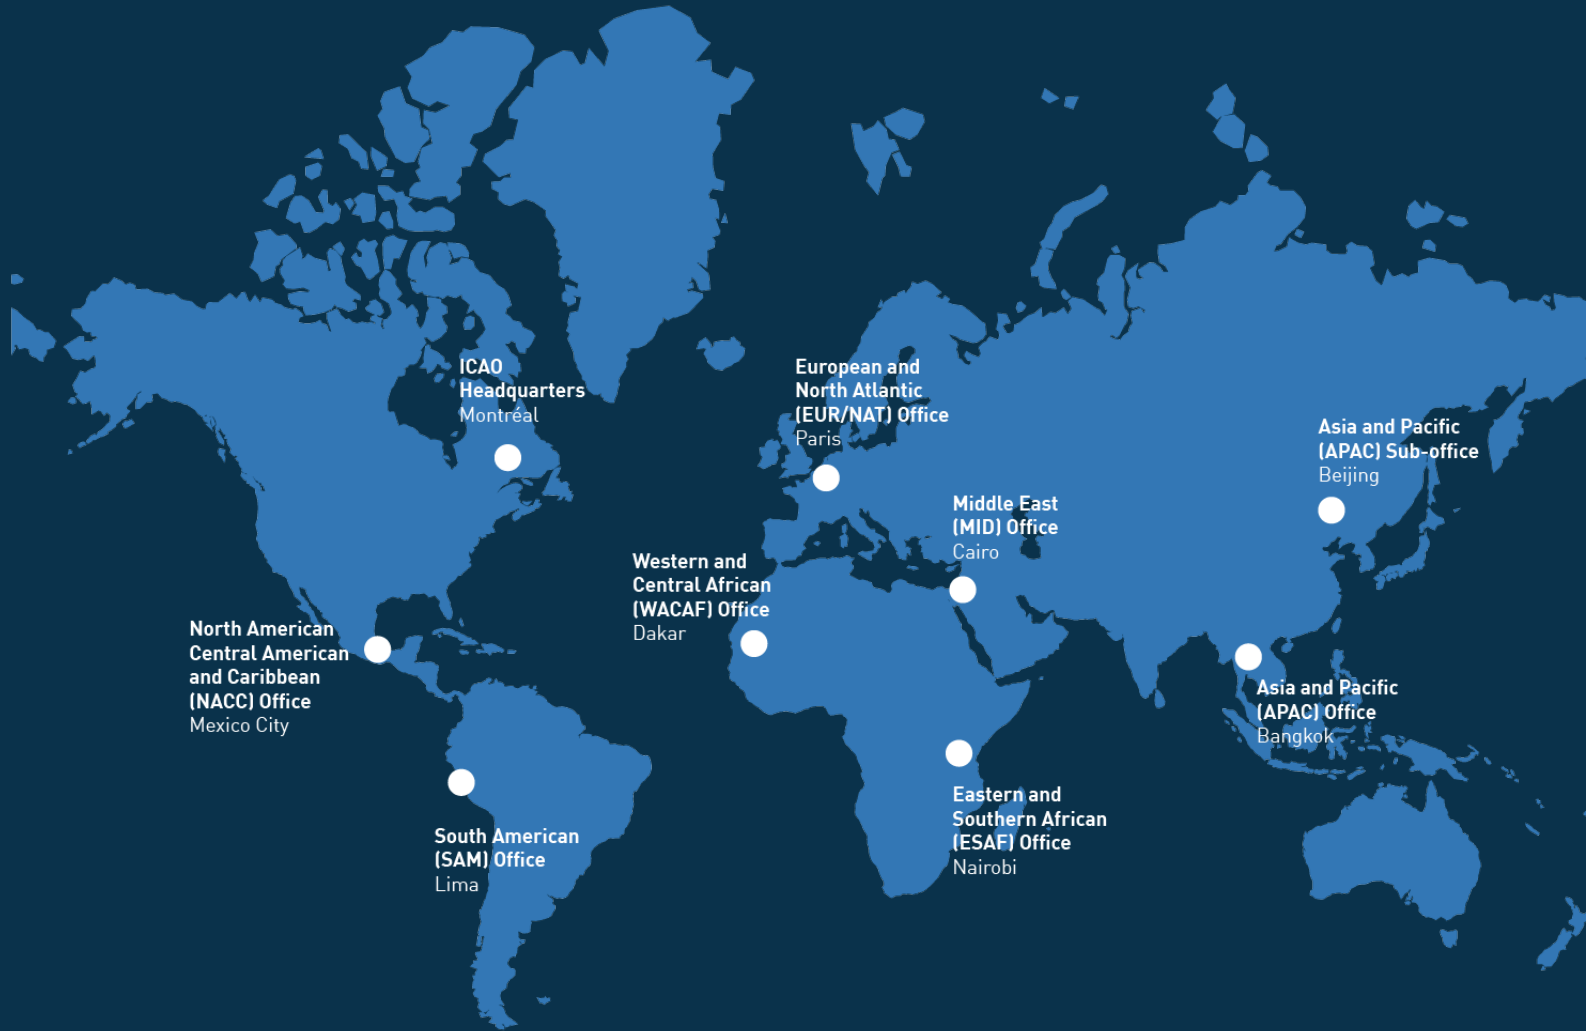 ICAO
Headquarters
Montréal
European and
North Atlantic
(EUR/NAT) Office
Paris
Asia and Pacific
(APAC) Sub-office
Beijing
Middle East
(MID) Office
Cairo
Western and
Central African
(WACAF) Office
Dakar
North American
Central American
and Caribbean
(NACC) Office
Mexico City
Asia and Pacific
(APAC) Office
Bangkok
Eastern and
Southern African
(ESAF) Office
Nairobi
South American
(SAM) Office
Lima